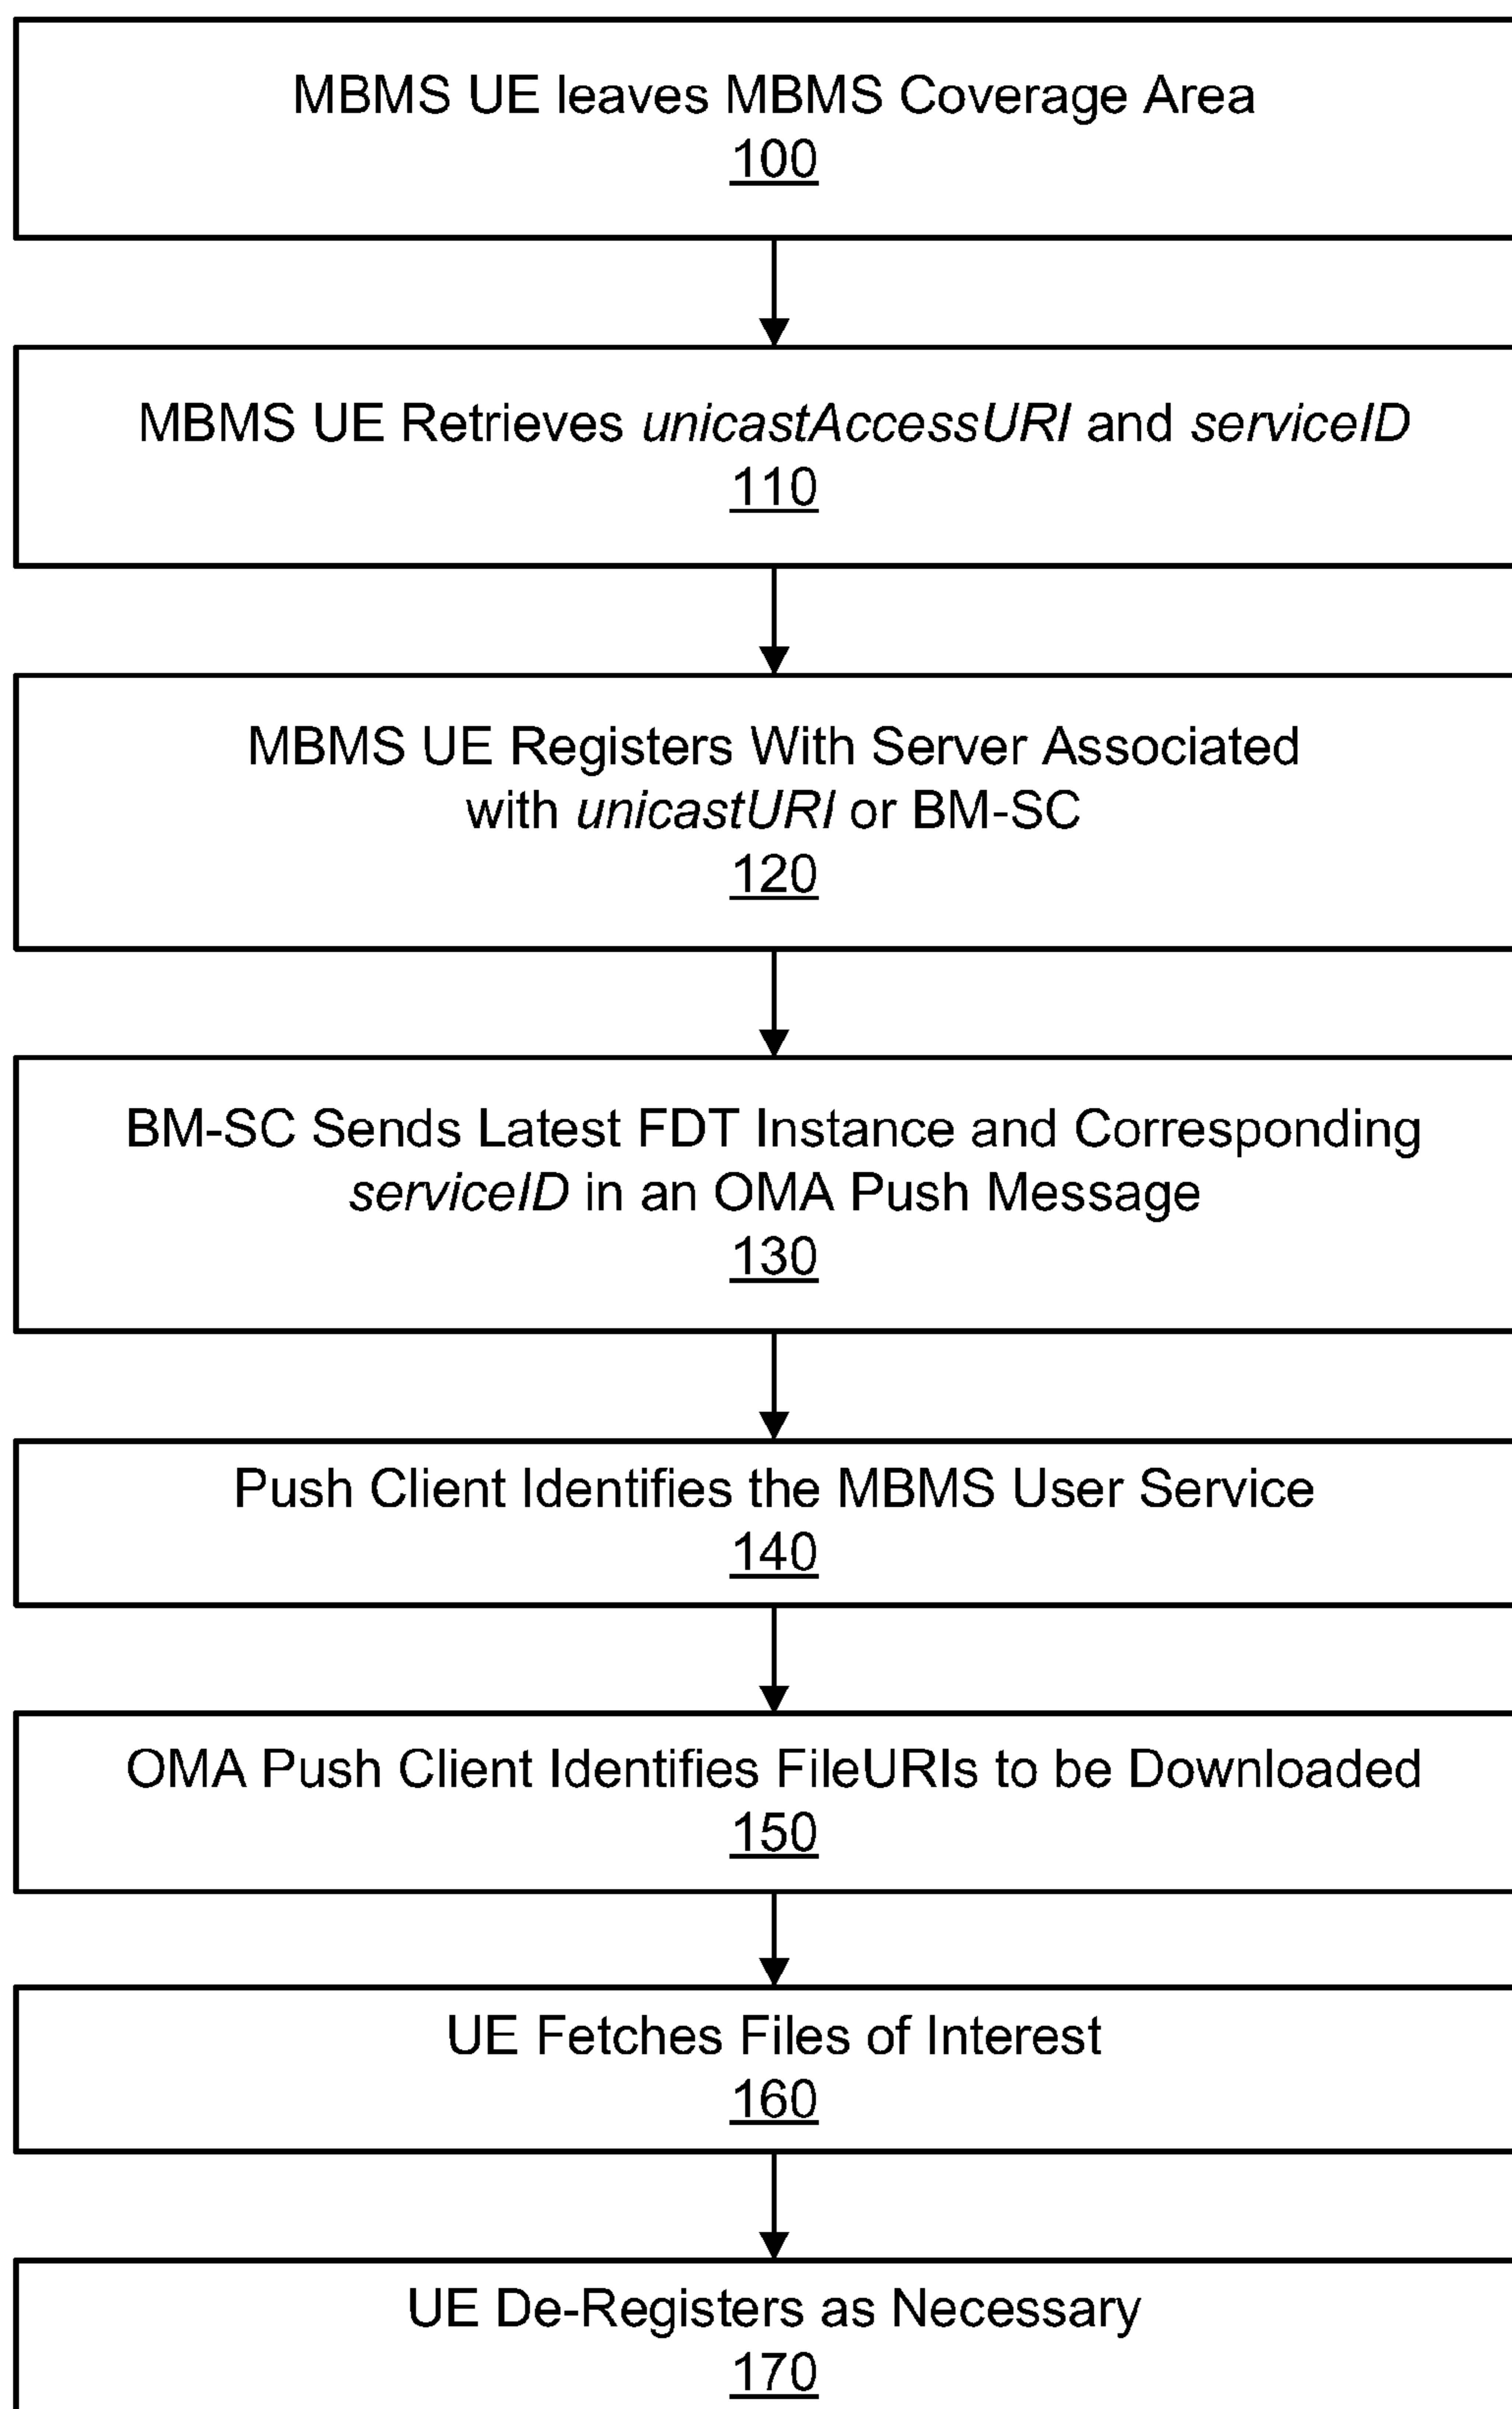 MBMS UE leaves MBMS Coverage Area
100
MBMS UE Retrieves unicastAccessURI and serviceID
110
MBMS UE Registers With Server Associated
with unicastURI or BM-SC
120
BM-SC Sends Latest FDT Instance and Corresponding
serviceID in an OMA Push Message
130
Push Client Identifies the MBMS User Service
140
OMA Push Client Identifies FileURIs to be Downloaded
150
UE Fetches Files of Interest
160
UE De-Registers as Necessary
170